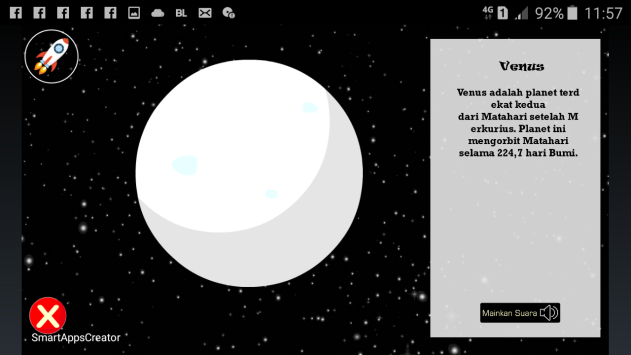 BL
4G 1 92% 11:57
Venus
Venus adalah planet terd
ekat kedua
dari Matahari setelah M
erkurius. Planet ini
mengorbit Matahari
selama 224,7 hari Bumi.
Mainkan Suara
SmartAppsCreator